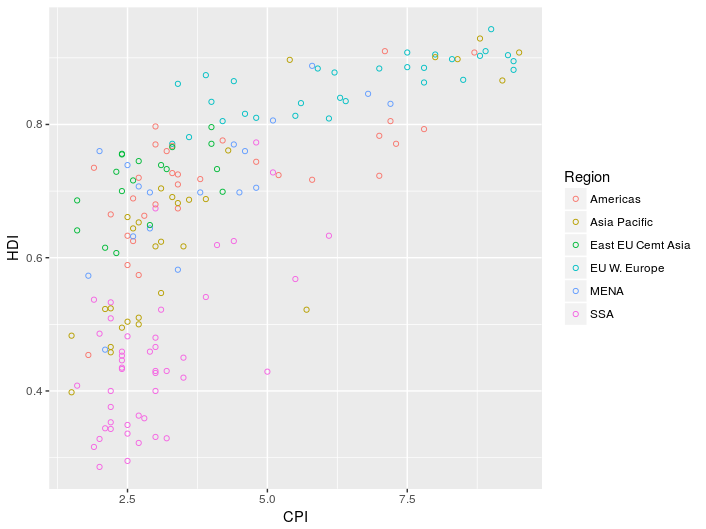 HDI
0.8
0.6
0.4
2.5
5.0
7.5
CPI
Region
Americas
Asia Pacific
East EU Cemt Asia
EU W. Europe
MENA
SSA